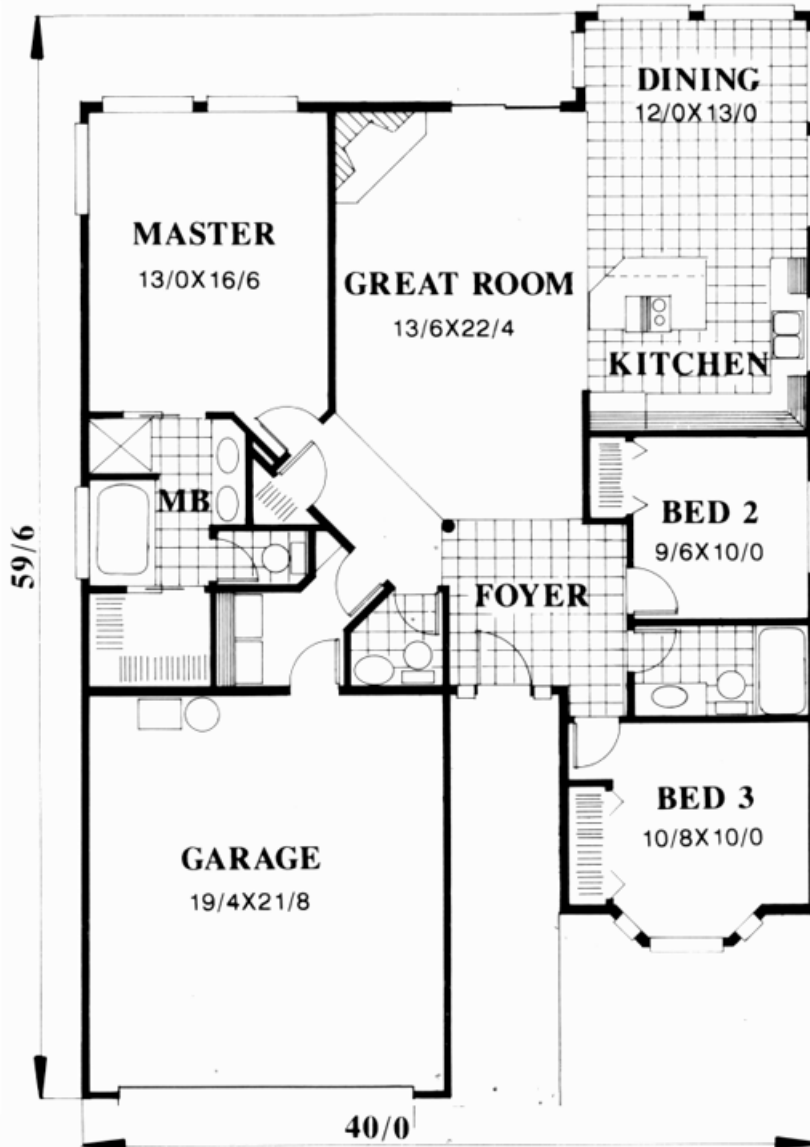 DINING
12/0X13/0
MASTER
13/0X16/6
GREAT ROOM
13/6X22/4
KITCHEN
MB
BED 2
9/6X10/0
59/6
FOYER
BED 3
10/8X10/0
GARAGE
19/4X21/8
40/0